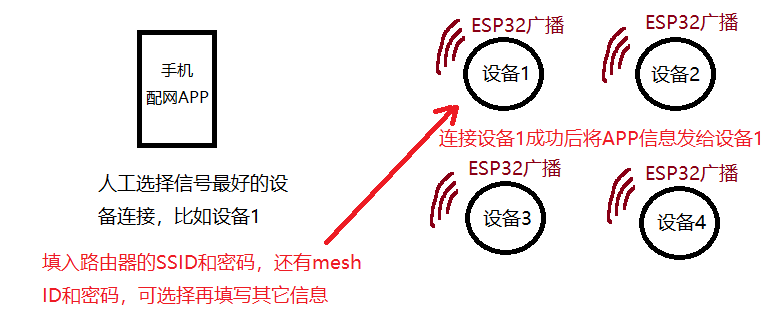 ESP32广播
ESP32广播
手机
配网APP
设备1
设备2
连接设备1成功后将APP信息发给设备1
ESP32广播
ESP32广播
人工选择信号最好的设
备连接，比如设备1
设备3
设备4
填入路由器的SSID和密码，还有mesh
ID和密码，可选择再填写其它信息